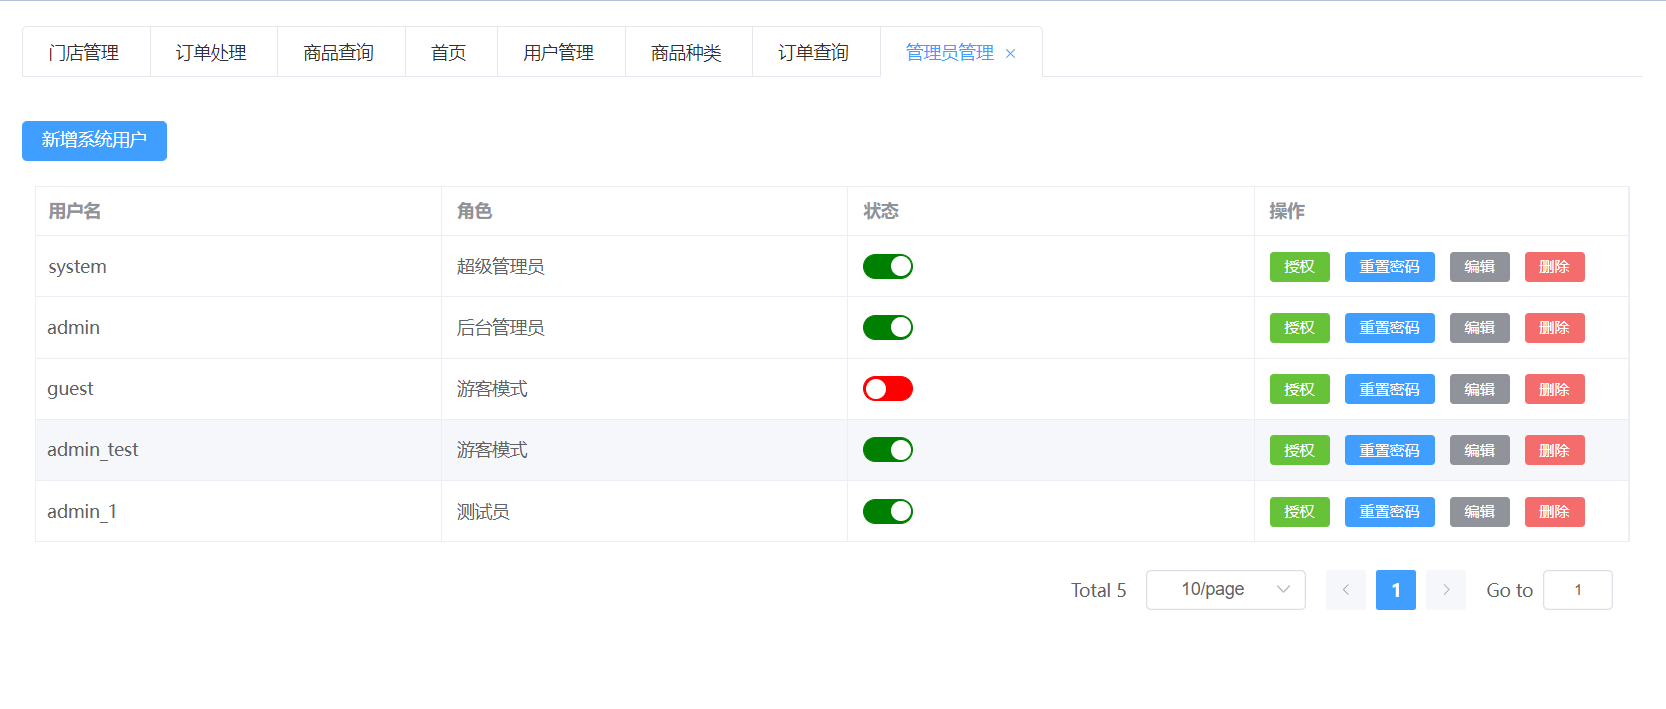 门店管理 订单处理 商品查询 首页 用户管理 商品种类 订单查询 管理员管理 ×
新增系统用户
用户名 角色 状态 操作
system 超级管理员 授权 重置密码 编辑 删除
admin 后台管理员 授权 重置密码 编辑 删除
guest 游客模式 授权 重置密码 编辑 删除
admin_test 游客模式 授权 重置密码 编辑 删除
admin_1 测试员 授权 重置密码 编辑 删除
Total 5 10/page 1 Go to 1